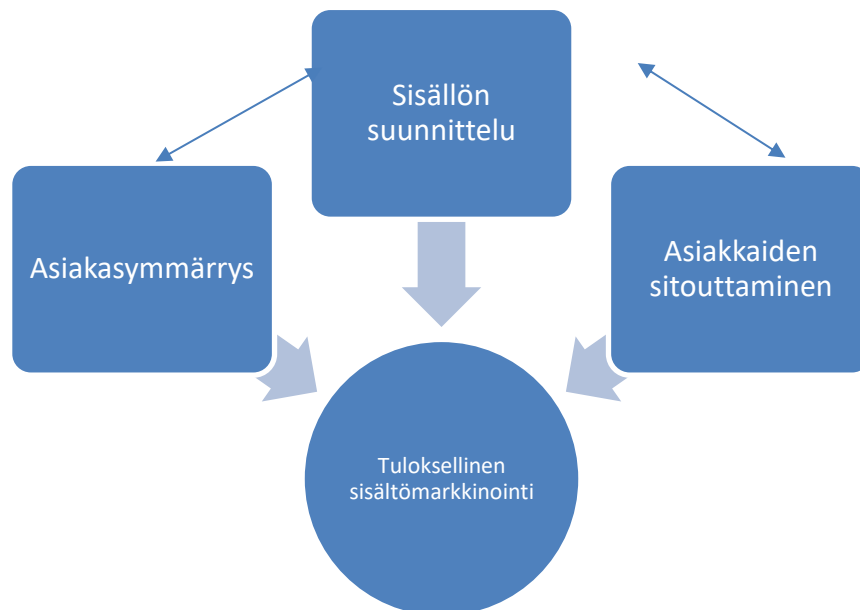 Sisällön
suunnittelu
Asiakasymmärrys
Asiakkaiden
sitouttaminen
Tuloksellinen
sisältömarkkinointi